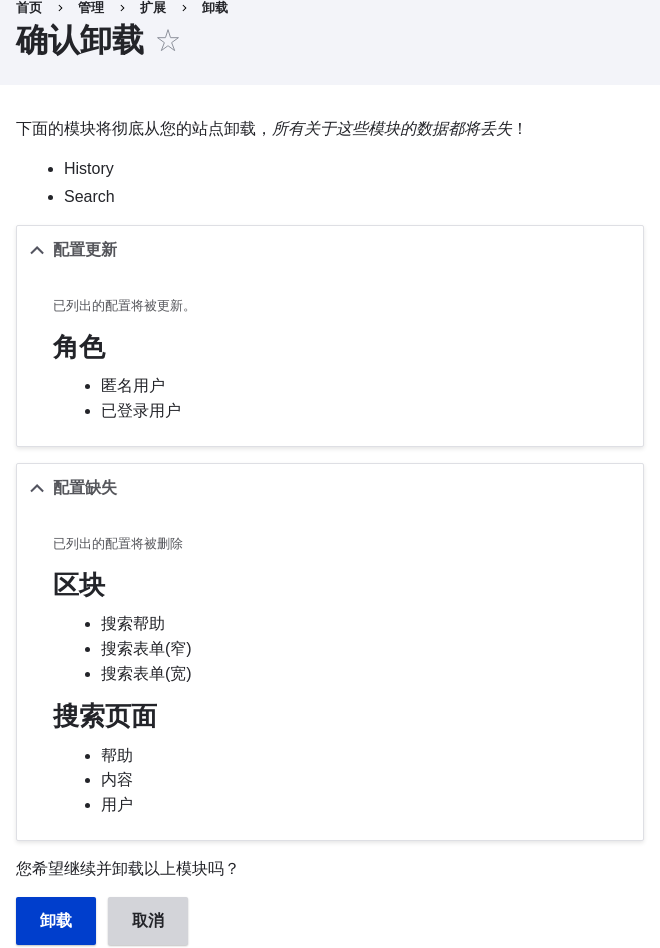 首页 › 管理 › 扩展 › 卸载
确认卸载 ☆
下面的模块将彻底从您的站点卸载，所有关于这些模块的数据都将丢失！
• History
• Search
配置更新
已列出的配置将被更新。
角色
• 匿名用户
• 已登录用户
配置缺失
已列出的配置将被删除
区块
• 搜索帮助
• 搜索表单(窄)
• 搜索表单(宽)
搜索页面
• 帮助
• 内容
• 用户
您希望继续并卸载以上模块吗？
卸载 取消